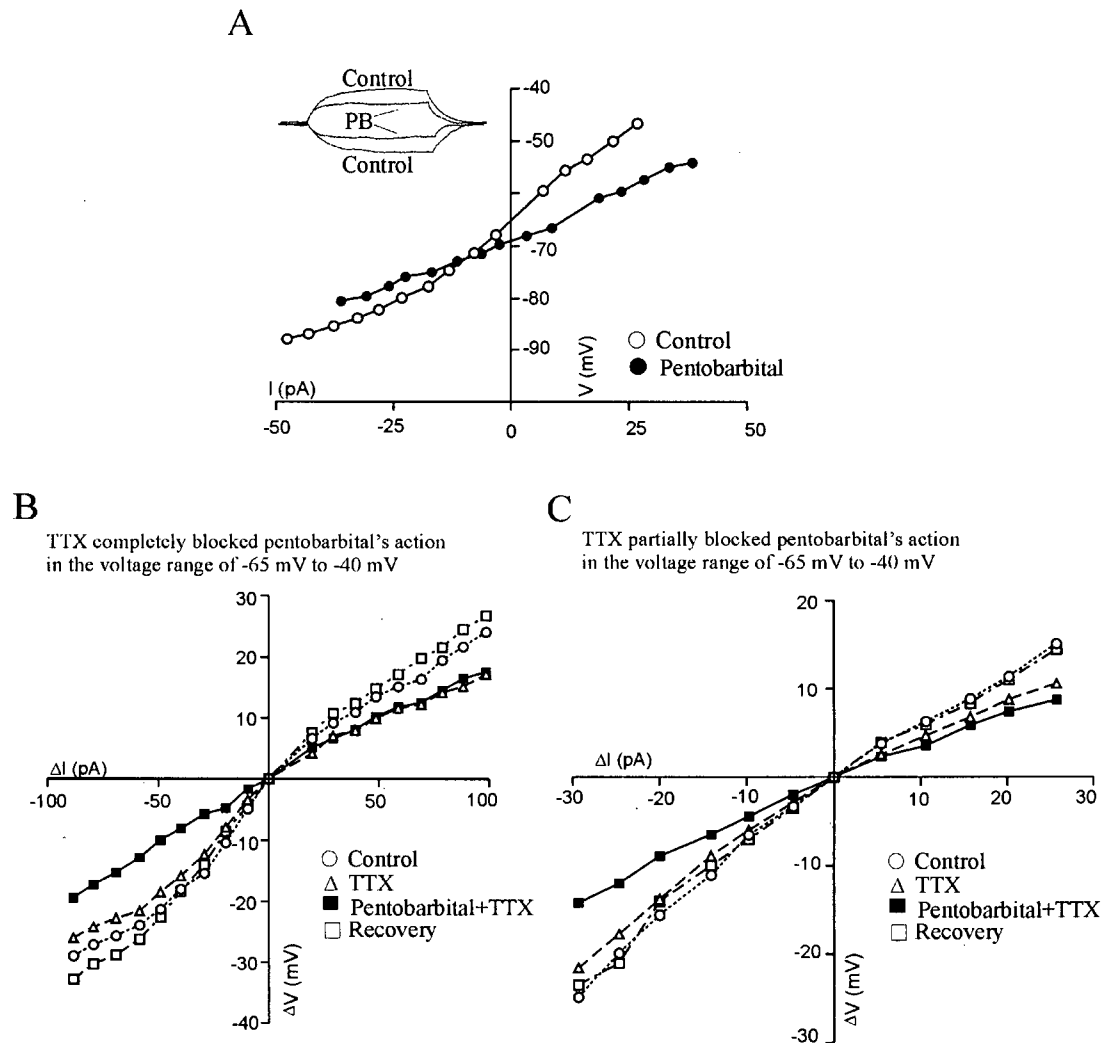 A
Control
PB
Control
-40
-50
-70
-80
-90
V (mV)
Control
Pentobarbital
I (pA)
-50
-25
0
25
50
B
TTX completely blocked pentobarbital's action
in the voltage range of -65 mV to -40 mV
30
20
10
ΔI (pA)
-100
-50
50
100
-10
-20
-30
-40
ΔV (mV)
Control
TTX
Pentobarbital+TTX
Recovery
C
TTX partially blocked pentobarbital's action
in the voltage range of -65 mV to -40 mV
20
10
ΔI (pA)
-30
-20
-10
10
20
30
-10
-20
-30
ΔV (mV)
Control
TTX
Pentobarbital+TTX
Recovery